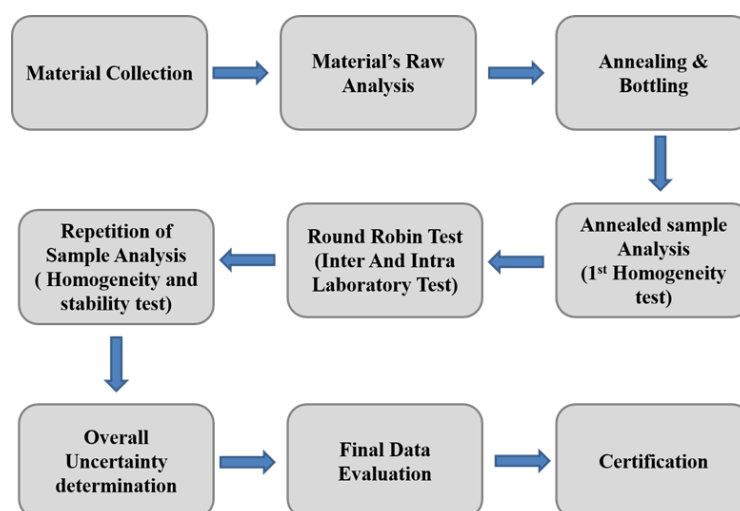 Material Collection
Material's Raw
Analysis
Annealing &
Bottling
Annealed sample
Analysis
(1st Homogeneity
test)
Round Robin Test
(Inter And Intra
Laboratory Test)
Repetition of
Sample Analysis
( Homogeneity and
stability test)
Overall
Uncertainty
determination
Final Data
Evaluation
Certification